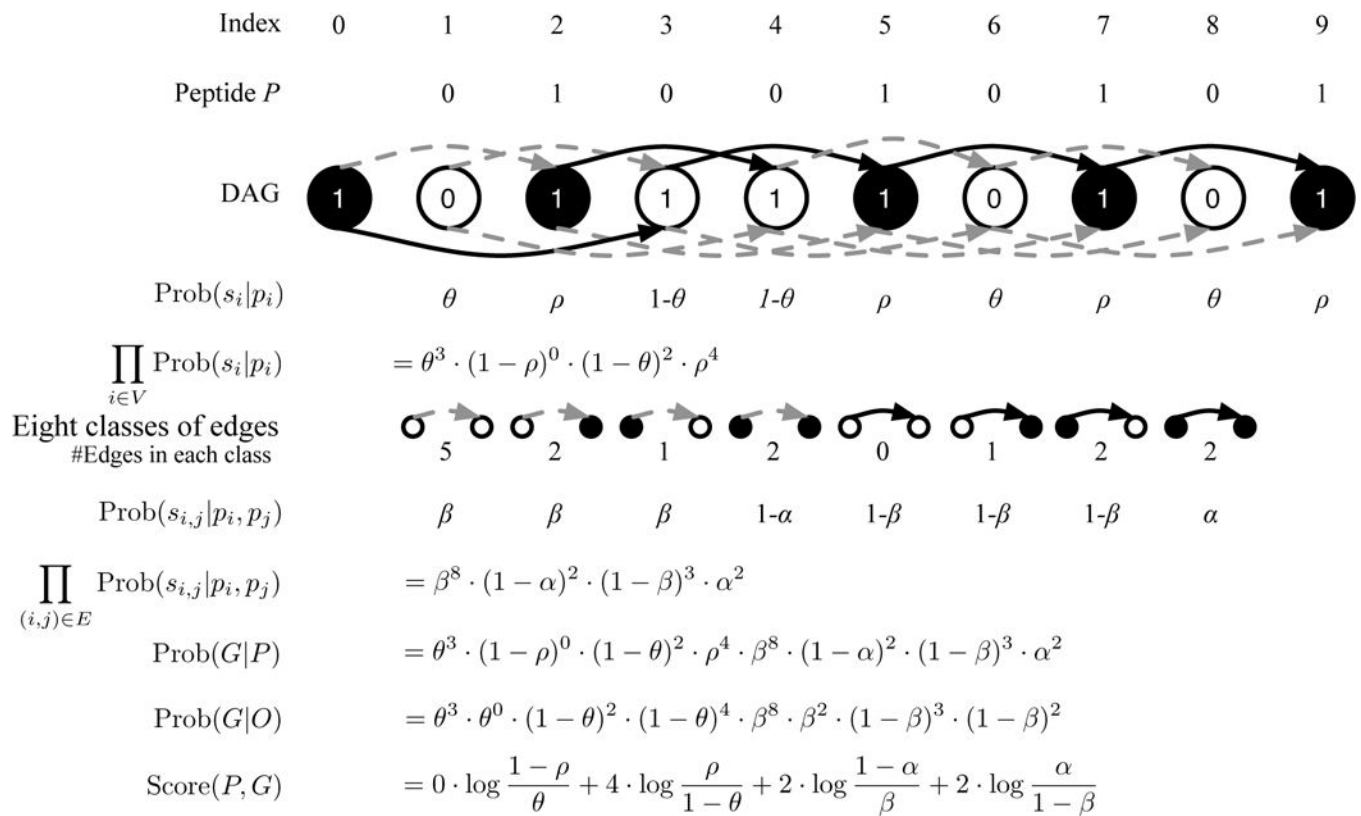 Index 0 1 2 3 4 5 6 7 8 9
Peptide P 0 1 0 0 1 0 1 0 1
DAG 1 0 1 1 1 1 0 1 0 1
Prob(s_i|p_i) θ ρ 1-θ 1-θ ρ θ ρ θ ρ
∏_{i∈V} Prob(s_i|p_i) = θ^3 · (1 − ρ)^0 · (1 − θ)^2 · ρ^4
Eight classes of edges
#Edges in each class 5 2 1 2 0 1 2 2
Prob(s_{i,j}|p_i, p_j) β β β 1-α 1-β 1-β 1-β α
∏_{(i,j)∈E} Prob(s_{i,j}|p_i, p_j) = β^8 · (1 − α)^2 · (1 − β)^3 · α^2
Prob(G|P) = θ^3 · (1 − ρ)^0 · (1 − θ)^2 · ρ^4 · β^8 · (1 − α)^2 · (1 − β)^3 · α^2
Prob(G|O) = θ^3 · θ^0 · (1 − θ)^2 · (1 − θ)^4 · β^8 · β^2 · (1 − β)^3 · (1 − β)^2
Score(P, G) = 0 · log \frac{1 − ρ}{θ} + 4 · log \frac{ρ}{1 − θ} + 2 · log \frac{1 − α}{β} + 2 · log \frac{α}{1 − β}